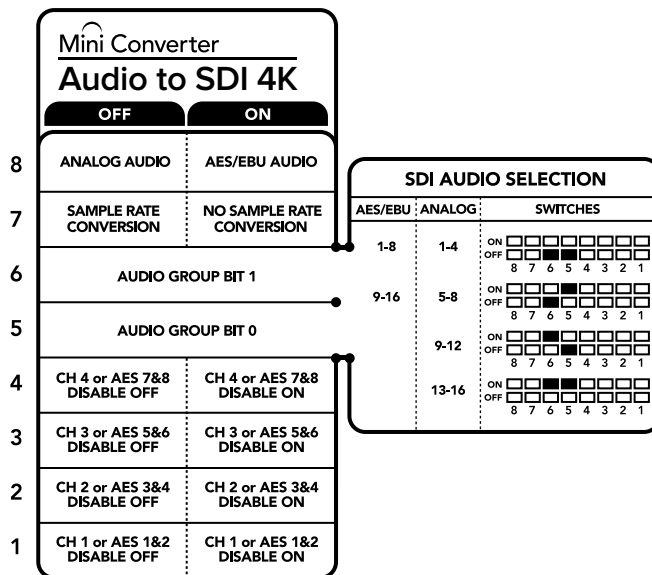 Mini Converter
Audio to SDI 4K
OFF ON
8 ANALOG AUDIO AES/EBU AUDIO
7 SAMPLE RATE CONVERSION NO SAMPLE RATE CONVERSION
6 AUDIO GROUP BIT 1
5 AUDIO GROUP BIT 0
4 CH 4 or AES 7&8 DISABLE OFF CH 4 or AES 7&8 DISABLE ON
3 CH 3 or AES 5&6 DISABLE OFF CH 3 or AES 5&6 DISABLE ON
2 CH 2 or AES 3&4 DISABLE OFF CH 2 or AES 3&4 DISABLE ON
1 CH 1 or AES 1&2 DISABLE OFF CH 1 or AES 1&2 DISABLE ON
SDI AUDIO SELECTION
AES/EBU ANALOG SWITCHES
1-8 1-4 ON
OFF
8 7 6 5 4 3 2 1
9-16 5-8 ON
OFF
8 7 6 5 4 3 2 1
9-12 ON
OFF
8 7 6 5 4 3 2 1
13-16 ON
OFF
8 7 6 5 4 3 2 1